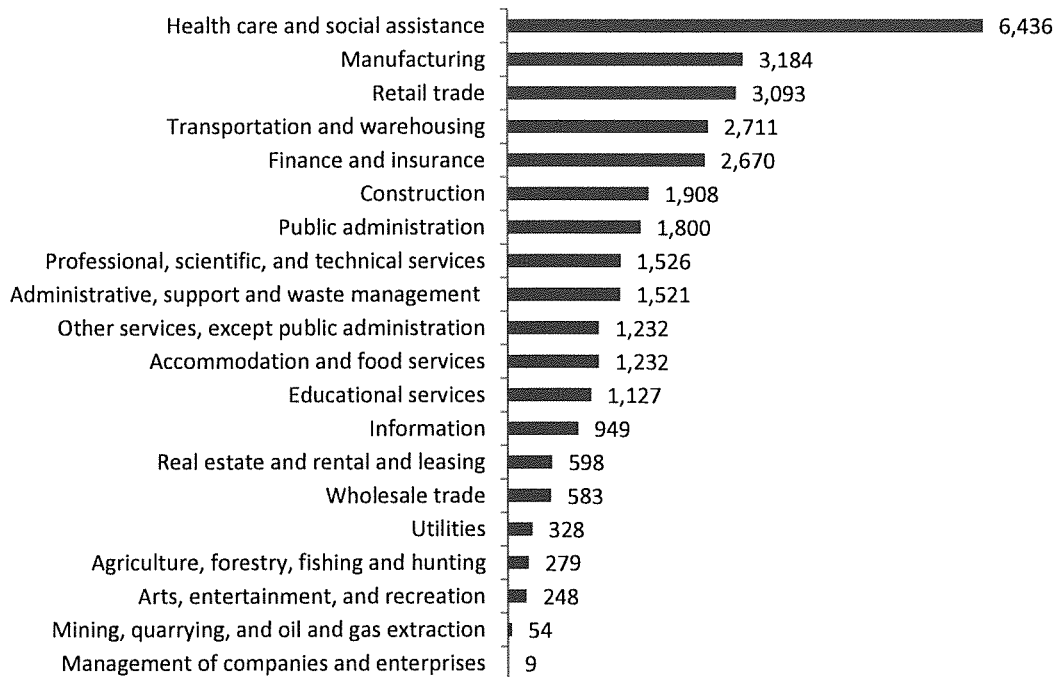 Health care and social assistance 6,436
Manufacturing 3,184
Retail trade 3,093
Transportation and warehousing 2,711
Finance and insurance 2,670
Construction 1,908
Public administration 1,800
Professional, scientific, and technical services 1,526
Administrative, support and waste management 1,521
Other services, except public administration 1,232
Accommodation and food services 1,232
Educational services 1,127
Information 949
Real estate and rental and leasing 598
Wholesale trade 583
Utilities 328
Agriculture, forestry, fishing and hunting 279
Arts, entertainment, and recreation 248
Mining, quarrying, and oil and gas extraction 54
Management of companies and enterprises 9